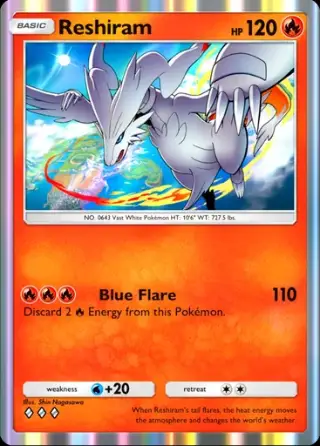 BASIC
Reshiram
HP 120
NO. 0643 Vast White Pokémon HT: 10'6" WT: 727.5 lbs.
Blue Flare 110
Discard 2 Energy from this Pokémon.
weakness +20 retreat
Illus. Shin Nagasawa
When Reshiram's tail flares, the heat energy moves
the atmosphere and changes the world's weather.